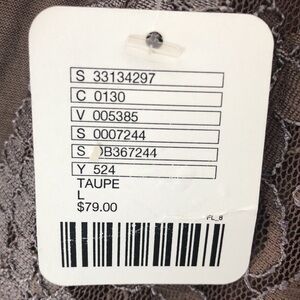 S 33134297
C 0130
V 005385
S 0007244
S B367244
Y 524
TAUPE
L
$79.00
FL_8